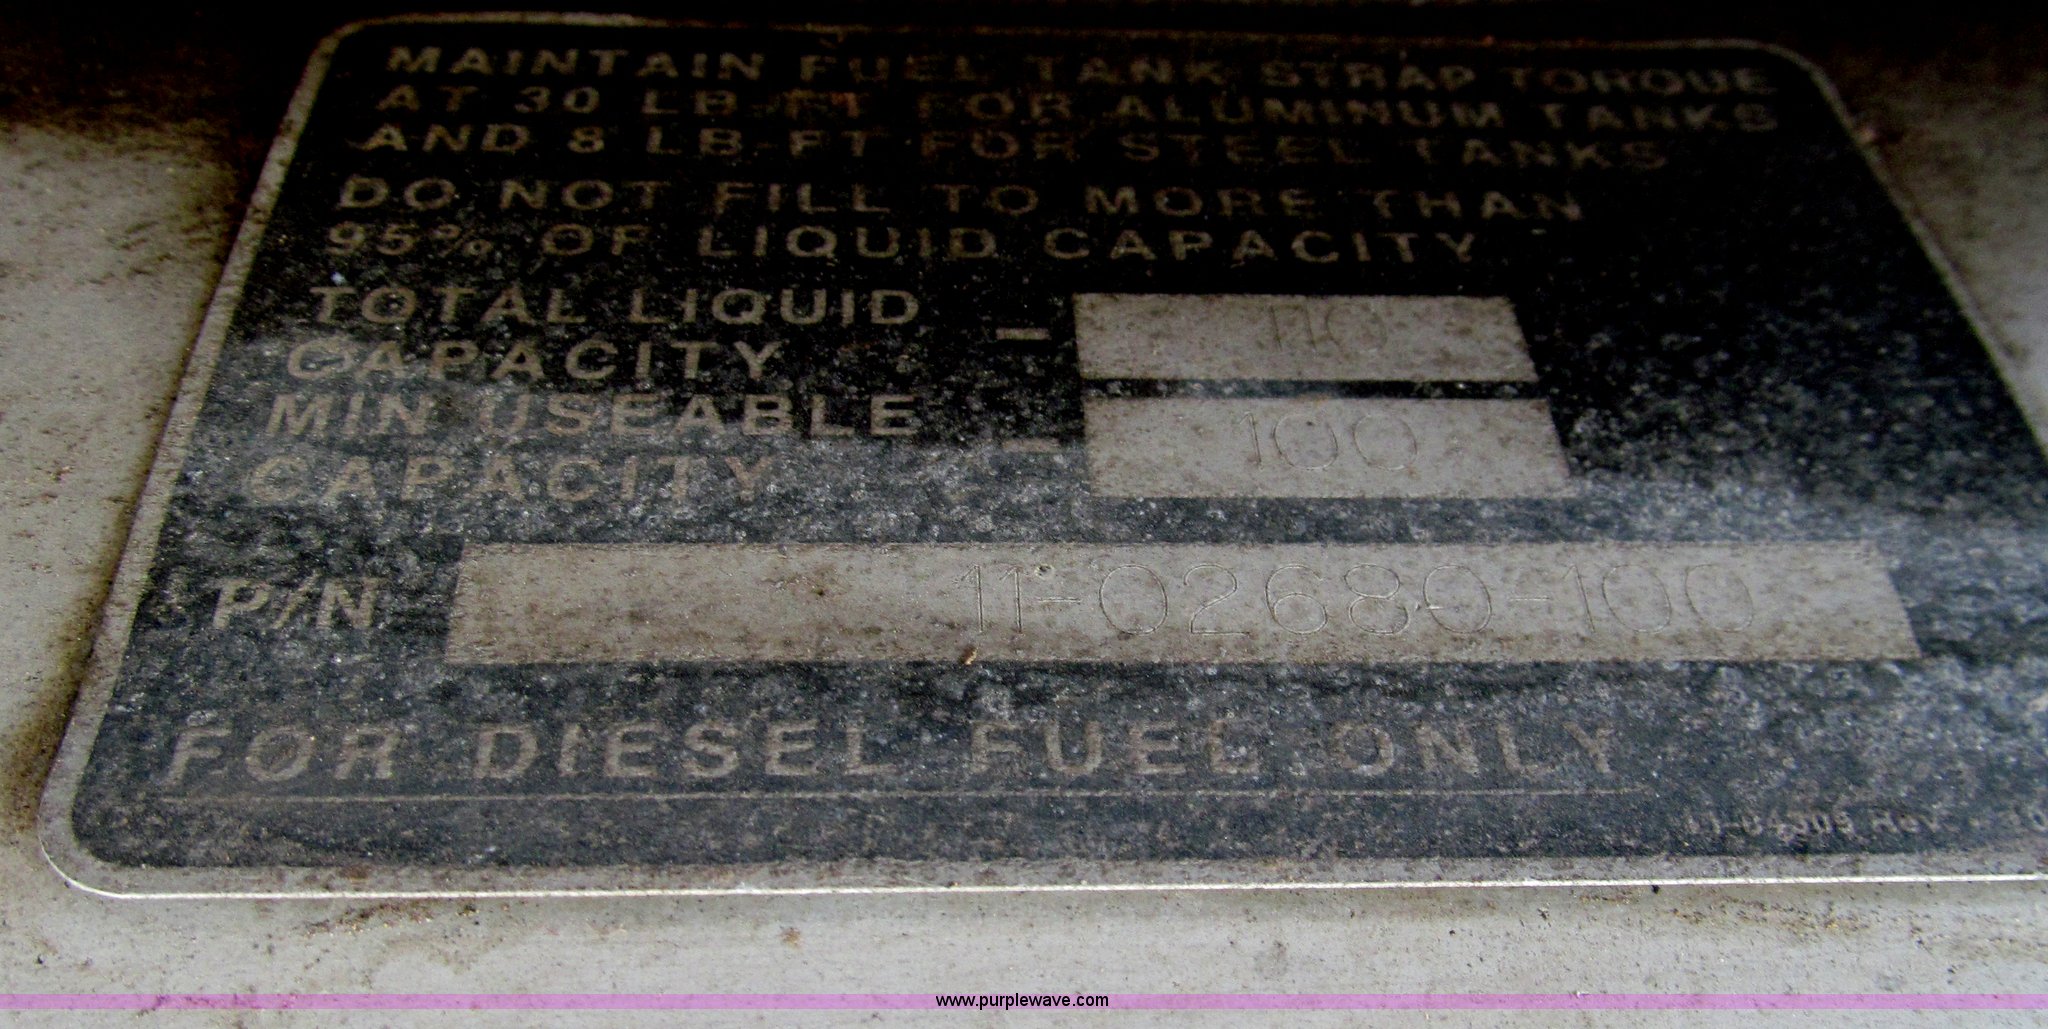 MAINTAIN FUEL TANK STRAP TORQUE
AT 30 LB-FT FOR ALUMINUM TANKS
AND 8 LB-FT FOR STEEL TANKS
DO NOT FILL TO MORE THAN
95% OF LIQUID CAPACITY
TOTAL LIQUID
CAPACITY - 110
MIN USEABLE
CAPACITY - 100
P/N 11-02680-100
FOR DIESEL FUEL ONLY
Rev.
www.purplewave.com